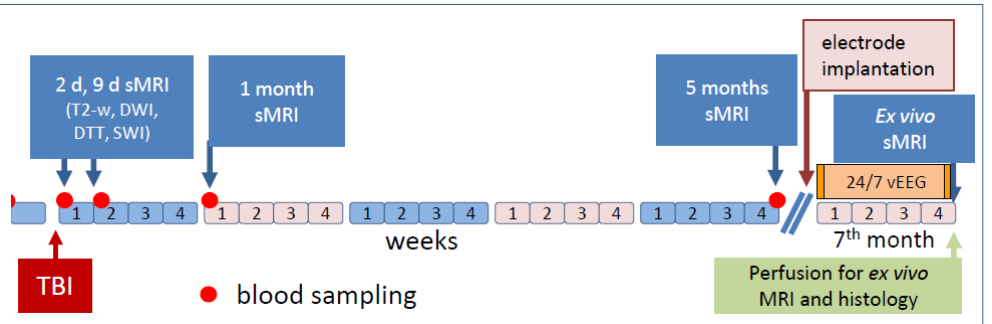 electrode
implantation
2 d, 9 d sMRI
(T2-w, DWI,
DTT, SWI)
1 month
sMRI
5 months
sMRI
Ex vivo
sMRI
24/7 vEEG
1 2 3 4 1 2 3 4 1 2 3 4 1 2 3 4 1 2 3 4 1 2 3 4
weeks
7th month
TBI
blood sampling
Perfusion for ex vivo
MRI and histology